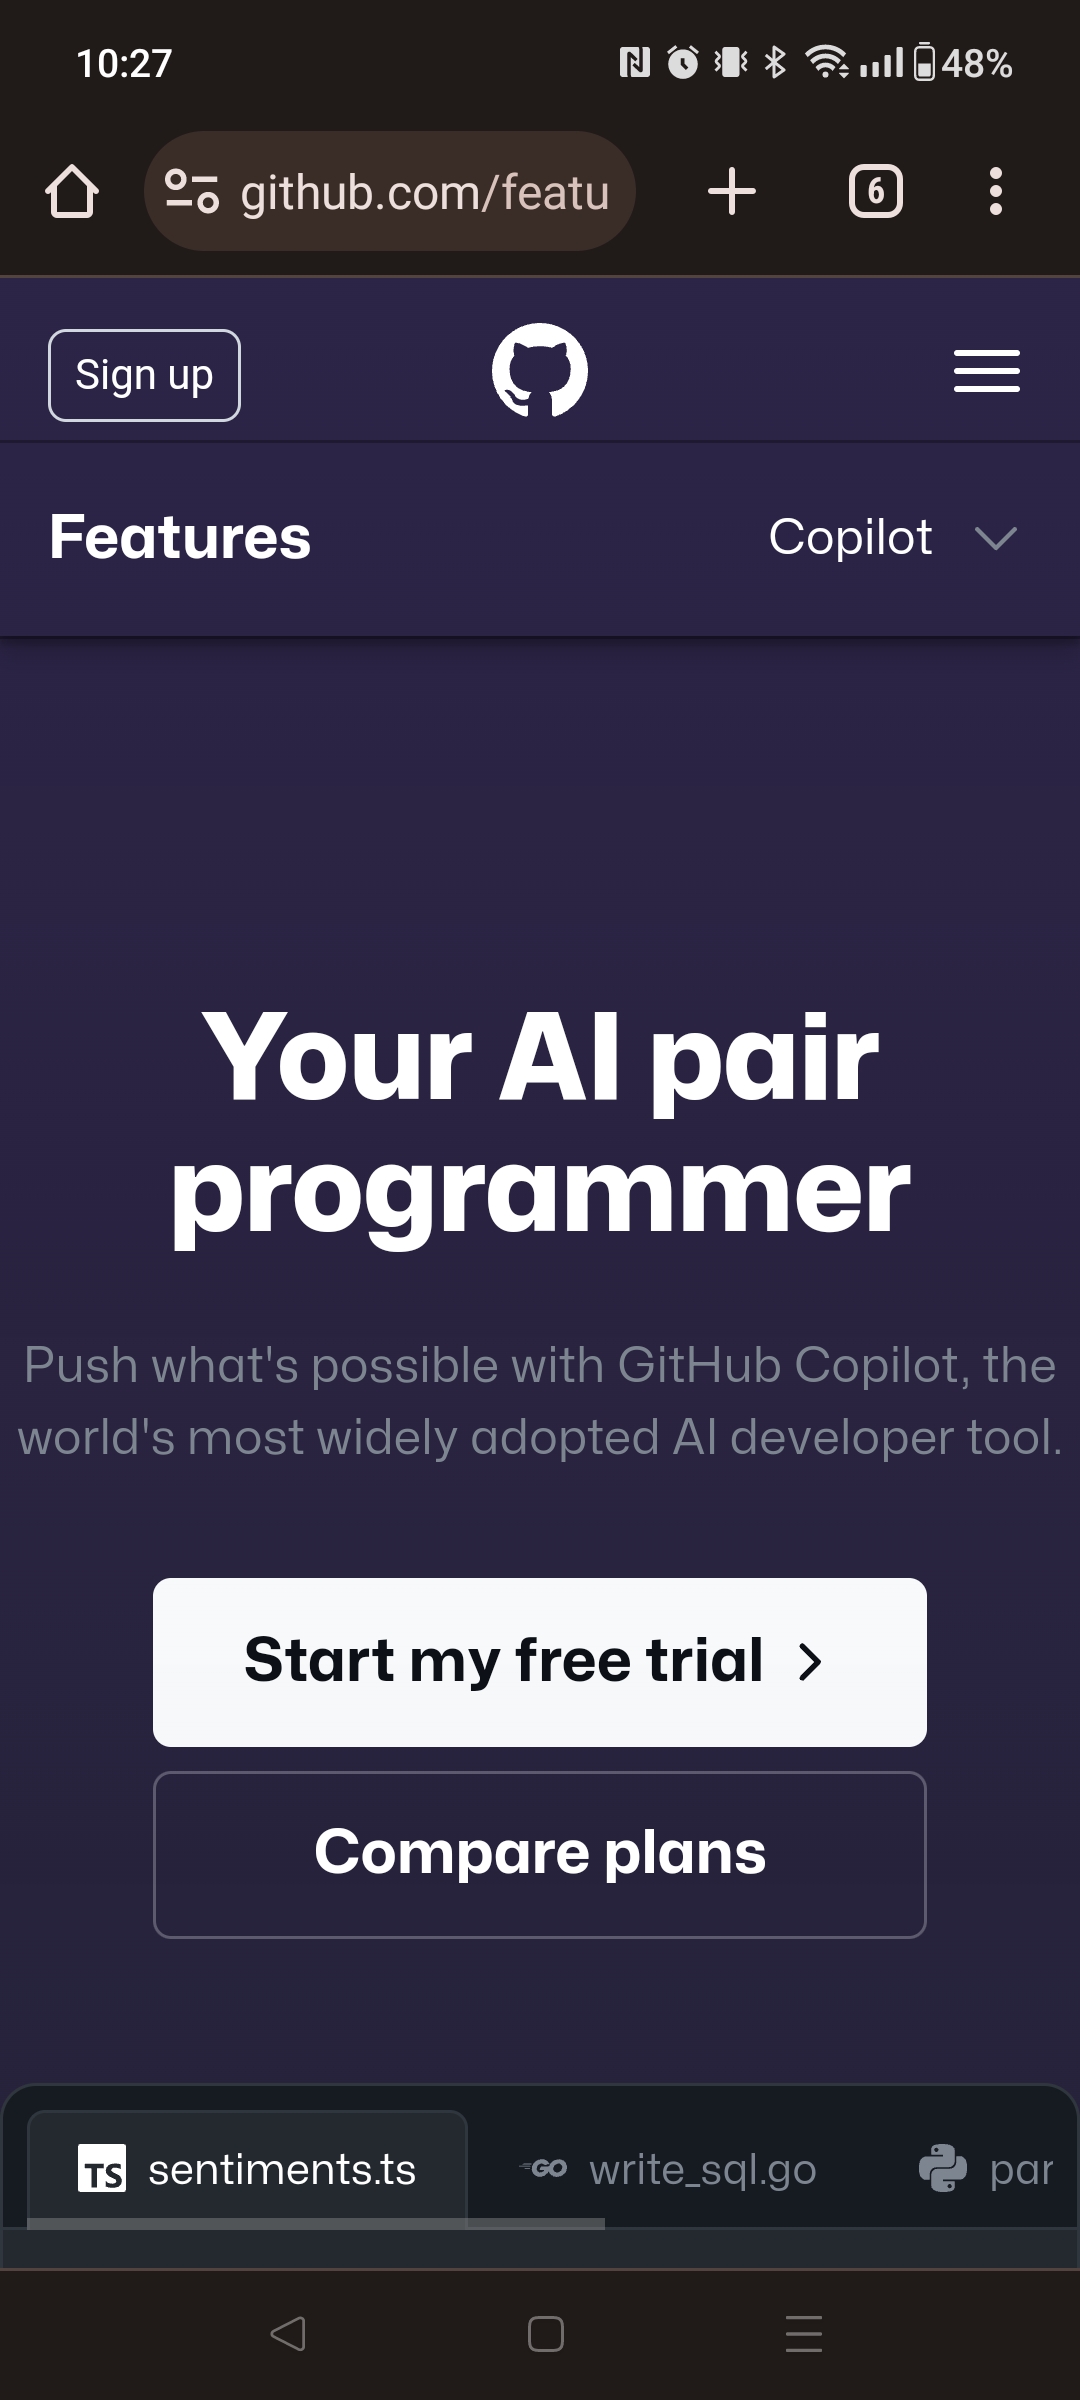 10:27
48%
github.com/featu
6
Sign up
Features
Copilot
Your AI pair
programmer
Push what's possible with GitHub Copilot, the
world's most widely adopted AI developer tool.
Start my free trial
Compare plans
TS sentiments.ts
GO write_sql.go
par